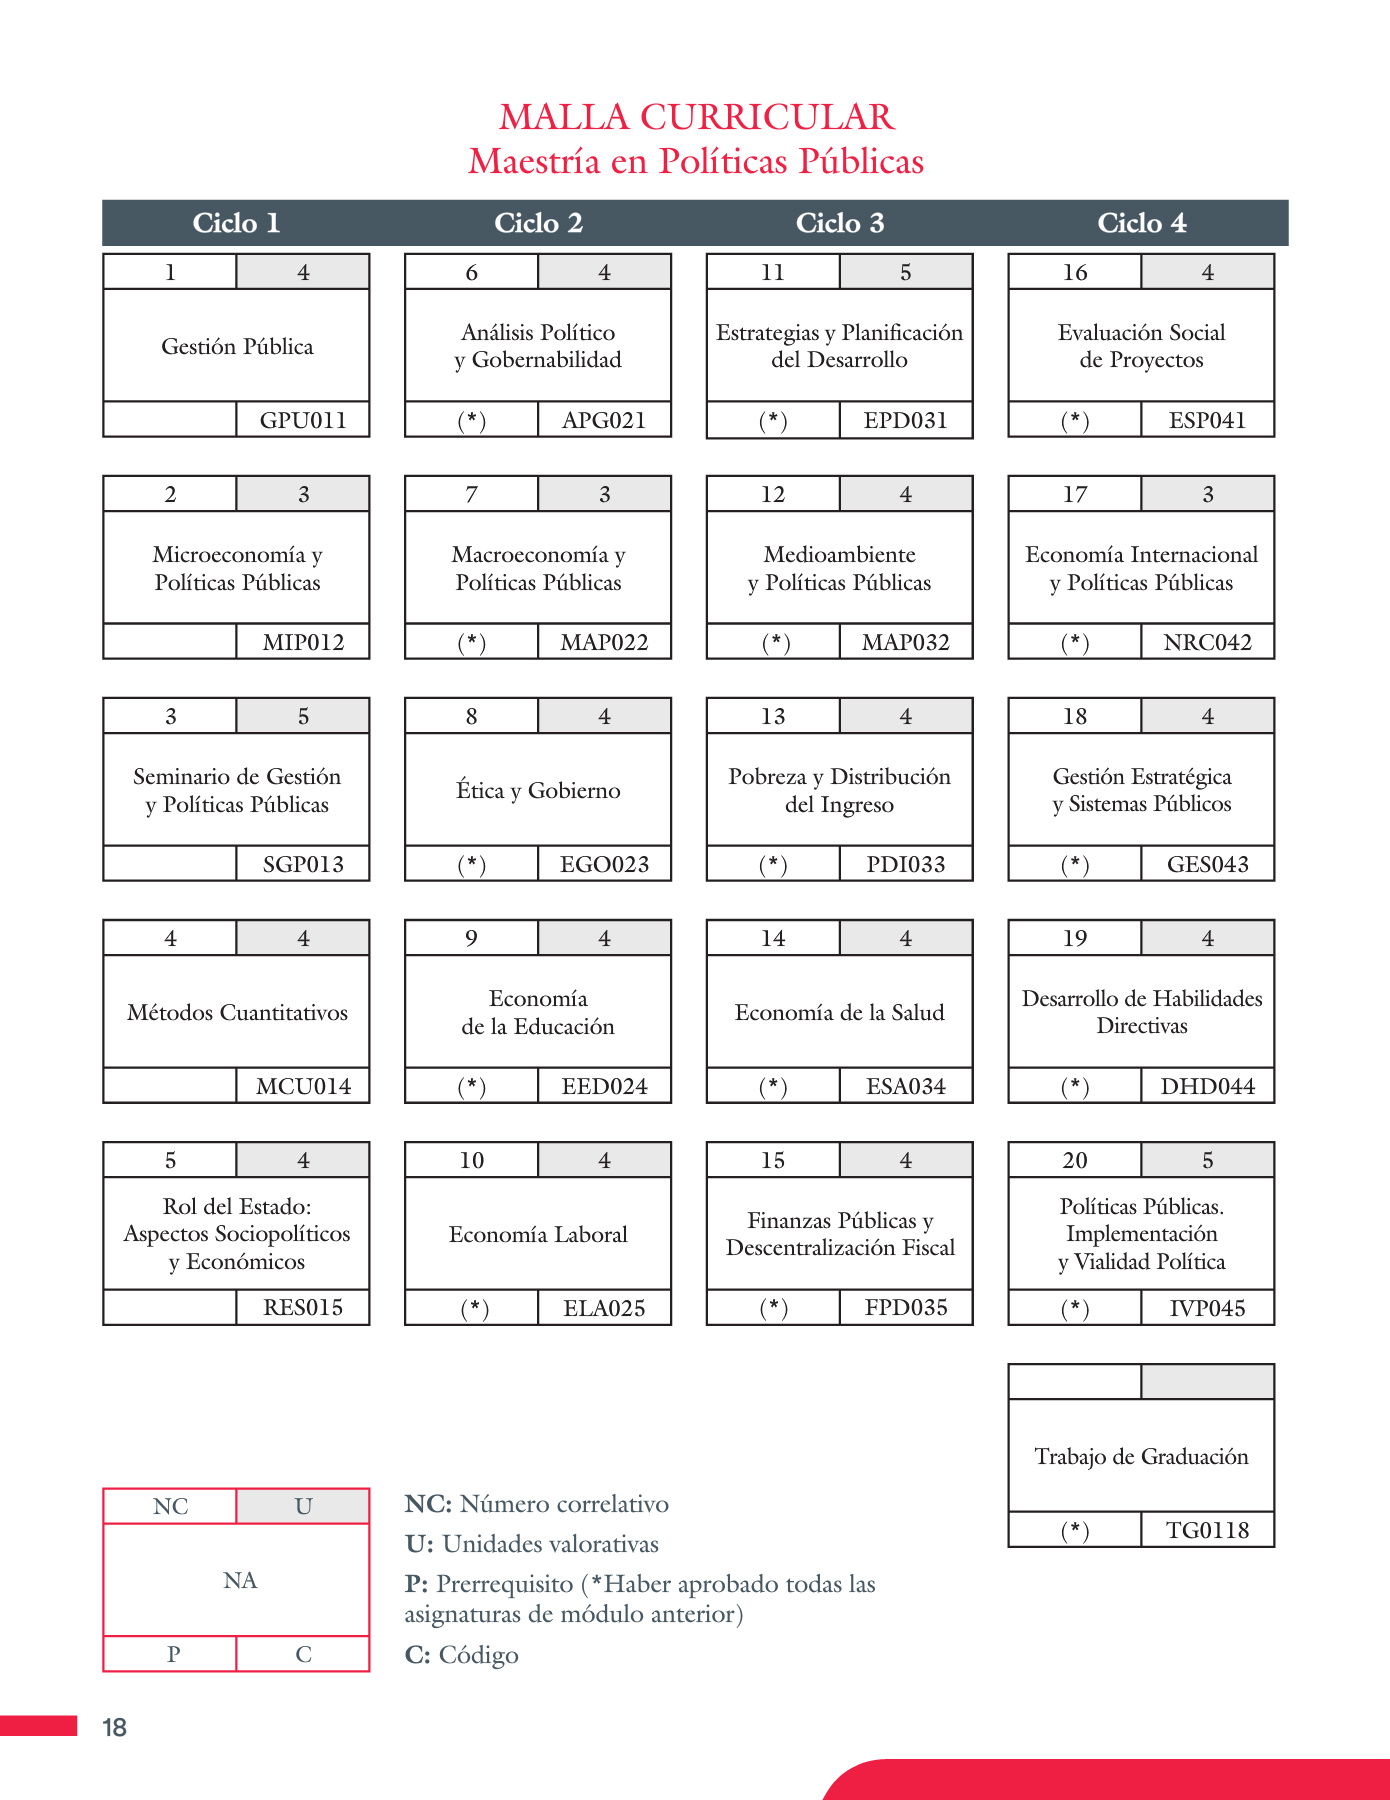 MALLA CURRICULAR
Maestría en Políticas Públicas
Ciclo 1 Ciclo 2 Ciclo 3 Ciclo 4
1 4
Gestión Pública
GPU011
6 4
Análisis Político
y Gobernabilidad
(*) APG021
11 5
Estrategias y Planificación
del Desarrollo
(*) EPD031
16 4
Evaluación Social
de Proyectos
(*) ESP041
2 3
Microeconomía y
Políticas Públicas
MIP012
7 3
Macroeconomía y
Políticas Públicas
(*) MAP022
12 4
Medioambiente
y Políticas Públicas
(*) MAP032
17 3
Economía Internacional
y Políticas Públicas
(*) NRC042
3 5
Seminario de Gestión
y Políticas Públicas
SGP013
8 4
Ética y Gobierno
(*) EGO023
13 4
Pobreza y Distribución
del Ingreso
(*) PDI033
18 4
Gestión Estratégica
y Sistemas Públicos
(*) GES043
4 4
Métodos Cuantitativos
MCU014
9 4
Economía
de la Educación
(*) EED024
14 4
Economía de la Salud
(*) ESA034
19 4
Desarrollo de Habilidades
Directivas
(*) DHD044
5 4
Rol del Estado:
Aspectos Sociopolíticos
y Económicos
RES015
10 4
Economía Laboral
(*) ELA025
15 4
Finanzas Públicas y
Descentralización Fiscal
(*) FPD035
20 5
Políticas Públicas.
Implementación
y Vialidad Política
(*) IVP045
Trabajo de Graduación
(*) TG0118
NC U
NA
P C
NC: Número correlativo
U: Unidades valorativas
P: Prerrequisito (*Haber aprobado todas las
asignaturas de módulo anterior)
C: Código
18